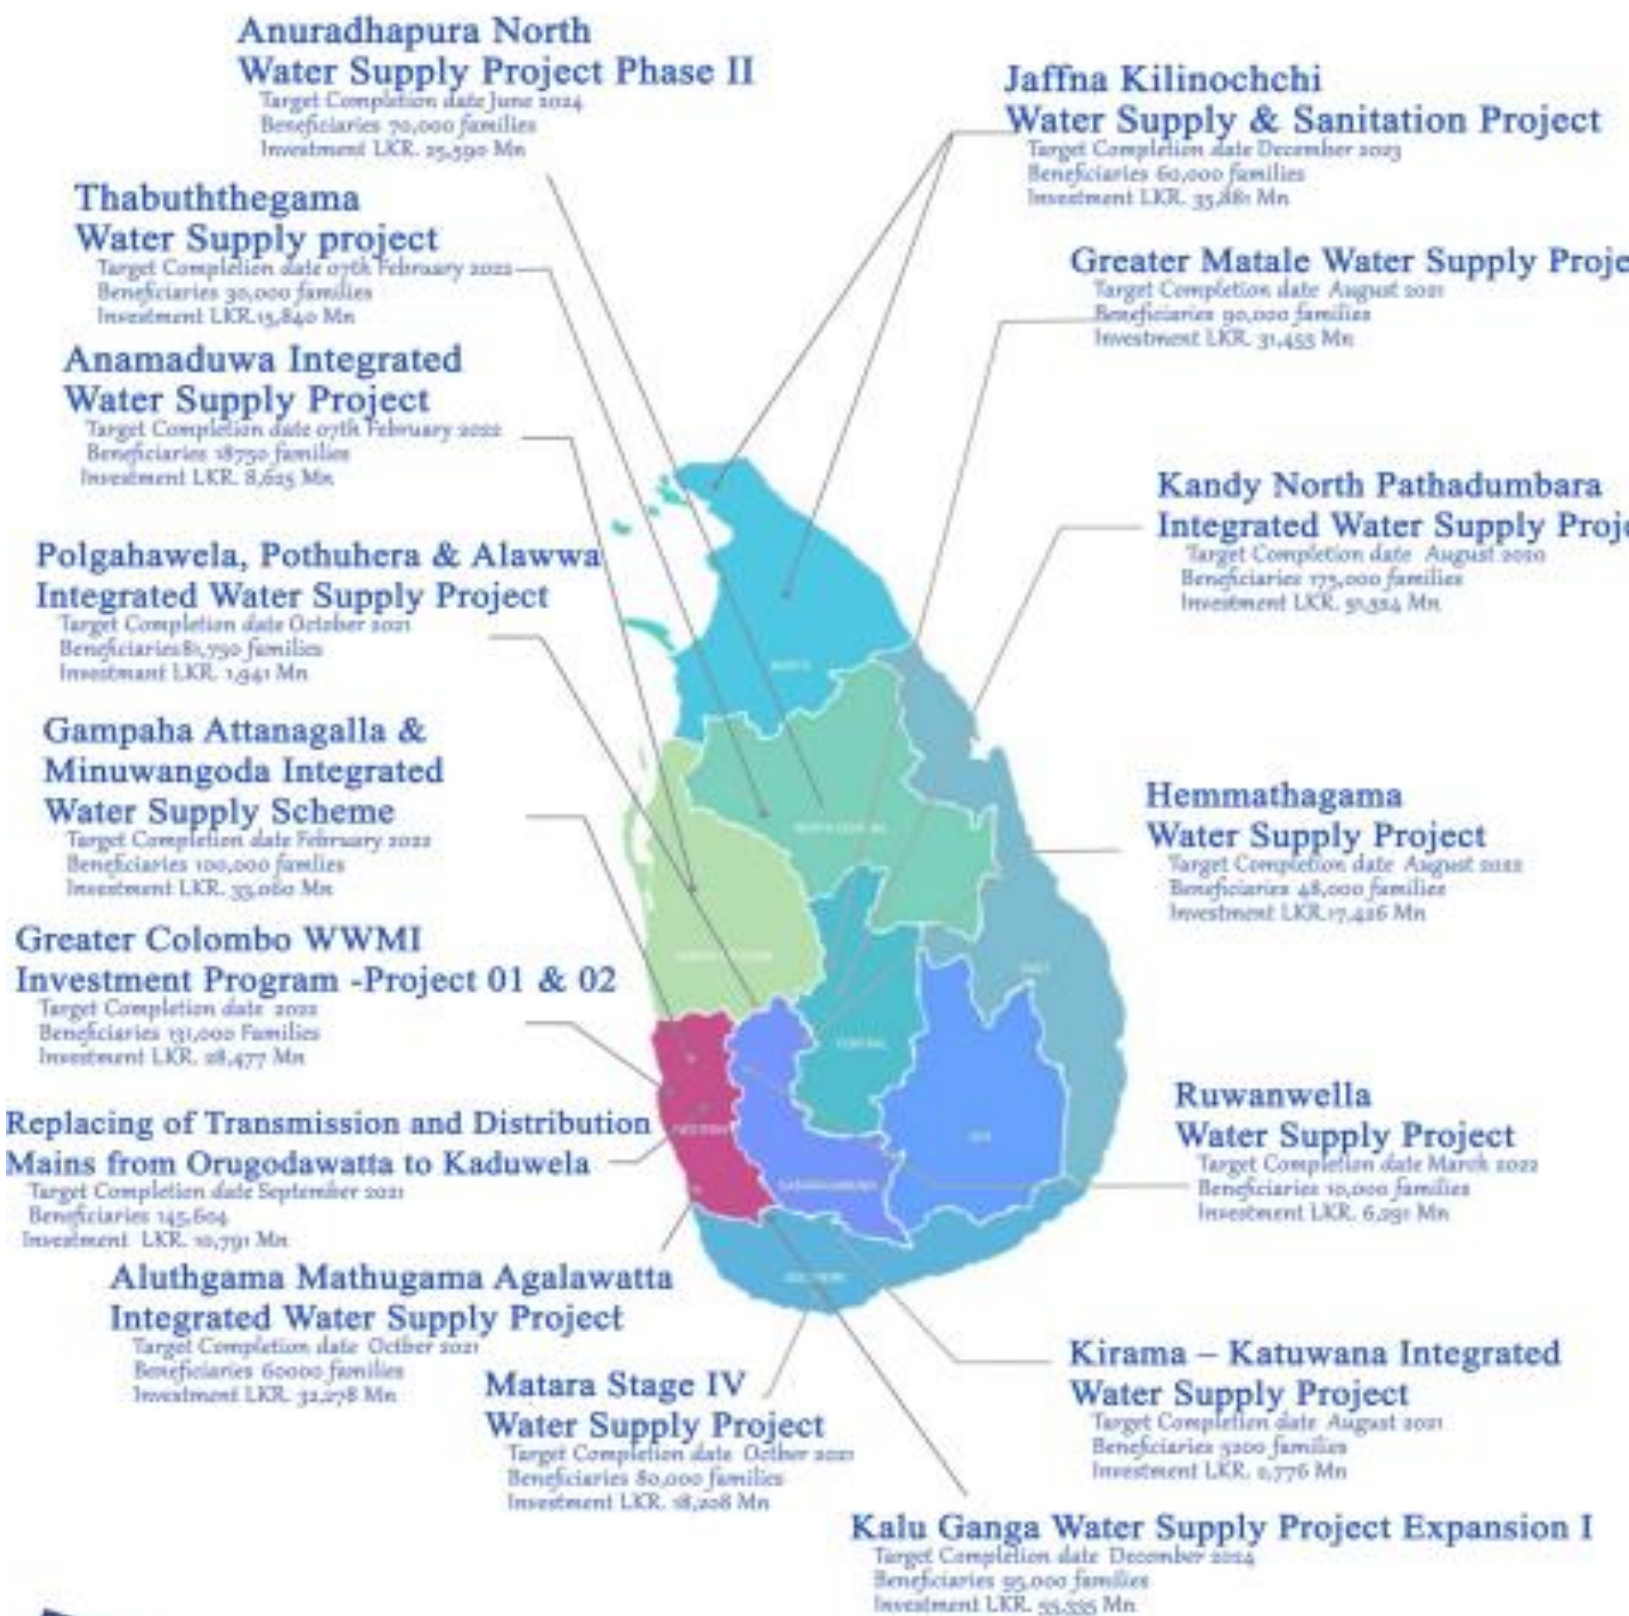 Anuradhapura North
Water Supply Project Phase II
Target Completion date June 2024
Beneficiaries 70,000 families
Investment LKR. 25,590 Mn
Jaffna Kilinochchi
Water Supply & Sanitation Project
Target Completion date December 2023
Beneficiaries 60,000 families
Investment LKR. 35,881 Mn
Thabuththegama
Water Supply project
Target Completion date 07th February 2022
Beneficiaries 30,000 families
Investment LKR.15,840 Mn
Greater Matale Water Supply Proje
Target Completion date August 2021
Beneficiaries 90,000 families
Investment LKR. 31,453 Mn
Anamaduwa Integrated
Water Supply Project
Target Completion date 07th February 2022
Beneficiaries 18750 families
Investment LKR. 8,625 Mn
Kandy North Pathadumbara
Integrated Water Supply Proje
Target Completion date August 2020
Beneficiaries 175,000 families
Investment LKR. 51,324 Mn
Polgahawela, Pothuhera & Alawwa
Integrated Water Supply Project
Target Completion date October 2021
Beneficiaries81,750 families
Investmant LKR. 1,941 Mn
Gampaha Attanagalla &
Minuwangoda Integrated
Water Supply Scheme
Target Completion date February 2022
Beneficiaries 100,000 famlies
Investment LKR. 33,060 Mn
Hemmathagama
Water Supply Project
Target Completion date August 2022
Beneficiaries 48,000 families
Investment LKR.17,426 Mn
Greater Colombo WWMI
Investment Program -Project 01 & 02
Target Completion date 2022
Beneficiaries 131,000 Families
Investment LKR. 28,477 Mn
Ruwanwella
Water Supply Project
Target Completion date March 2022
Beneficiaries 10,000 families
Investment LKR. 6,291 Mn
Replacing of Transmission and Distribution
Mains from Orugodawatta to Kaduwela
Target Completion date September 2021
Beneficiaries 145,604
Investment LKR. 10,791 Mn
Aluthgama Mathugama Agalawatta
Integrated Water Supply Project
Target Completion date Octber 2021
Beneficiaries 60000 families
Investment LKR. 32,278 Mn
Matara Stage IV
Water Supply Project
Target Completion date Octber 2021
Beneficiaries 80,000 families
Investment LKR. 18,208 Mn
Kirama – Katuwana Integrated
Water Supply Project
Target Completion date August 2021
Beneficiaries 5200 families
Investment LKR. 2,776 Mn
Kalu Ganga Water Supply Project Expansion I
Target Completion date December 2024
Beneficiaries 95,000 families
Investment LKR. Mn
NORTH
NORTH CENTRAL
EAST
CENTRAL
WESTERN
UVA
SABARAGAMUWA
SOUTHERN